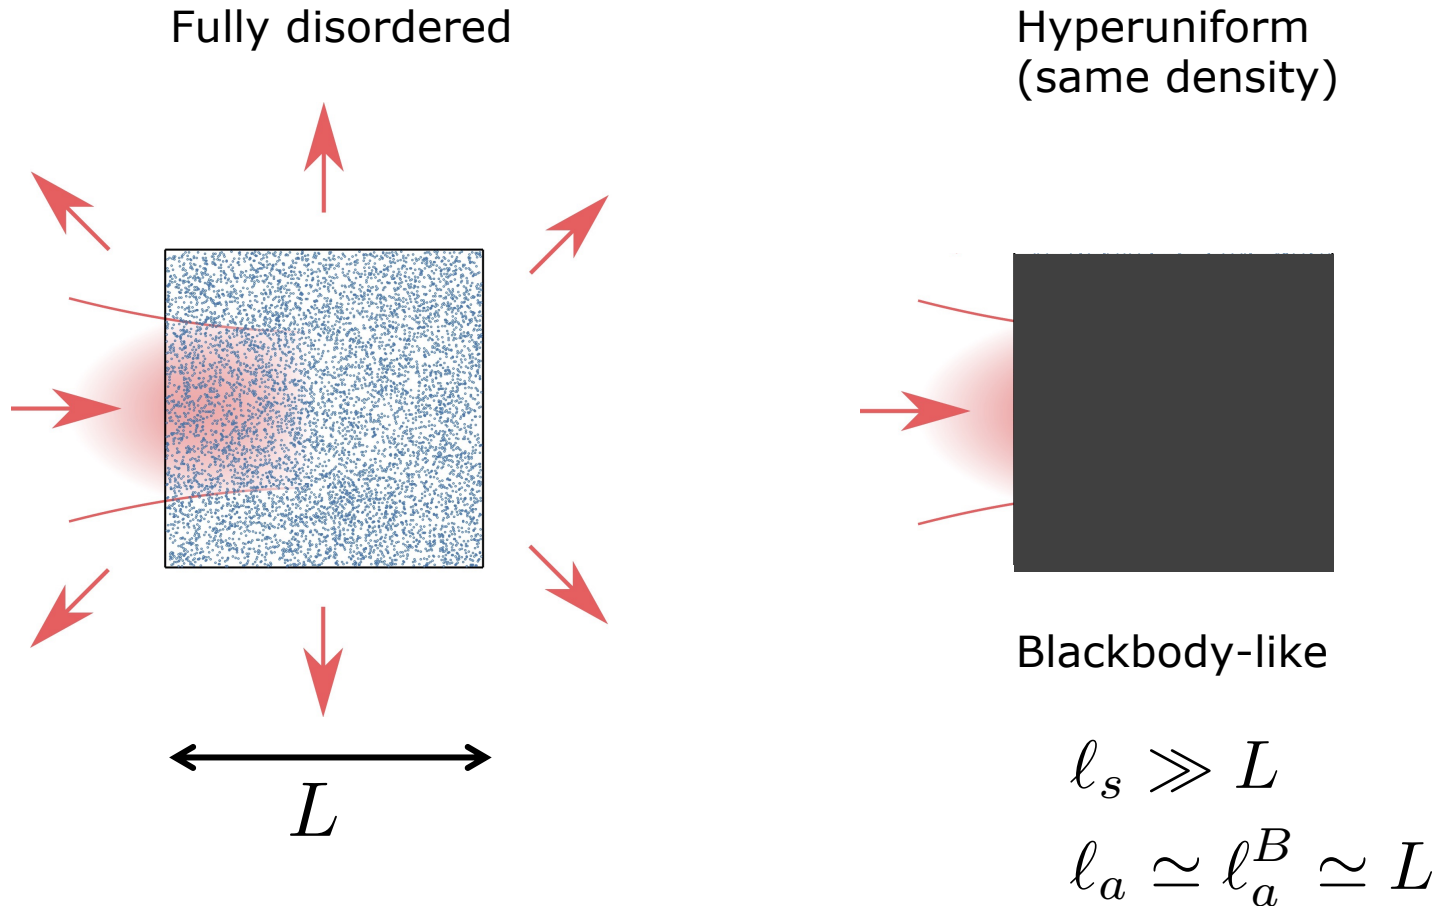 Fully disordered
Hyperuniform
(same density)
Blackbody-like
L
ℓ_s ≫ L
ℓ_a ≃ ℓ_a^B ≃ L